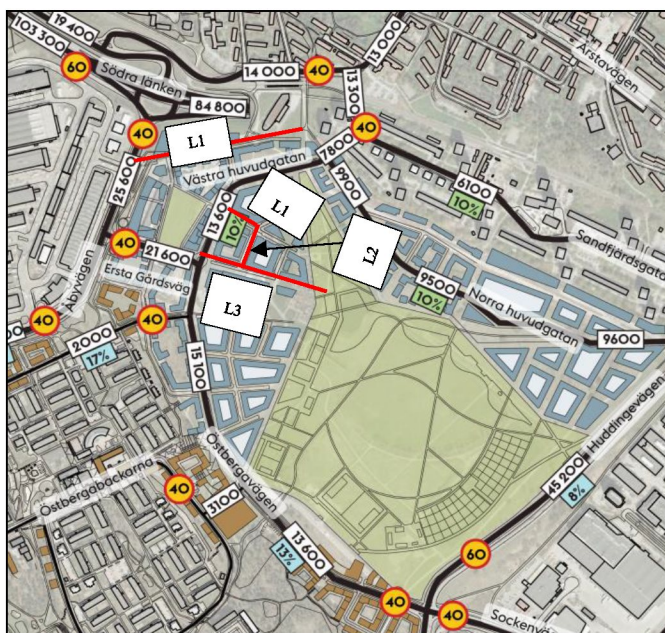 103 300
19 400
60
Södra länken
14 000
40
13 000
Årstavägen
84 800
13 300
40
40
L1
7800
25 600
Västra huvudgatan
9900
6100
10%
13 600
10%
L1
L2
Sandfjärdsgatan
40
21 600
Åbyvägen
Ersta Gårdsväg
9500
10%
Norra huvudgatan
L3
40
40
2000
17%
9600
15 100
Huddingevägen
Östbergavägen
45 200
8%
Östbergabackarna
40
3100
13 600
13%
60
40
40